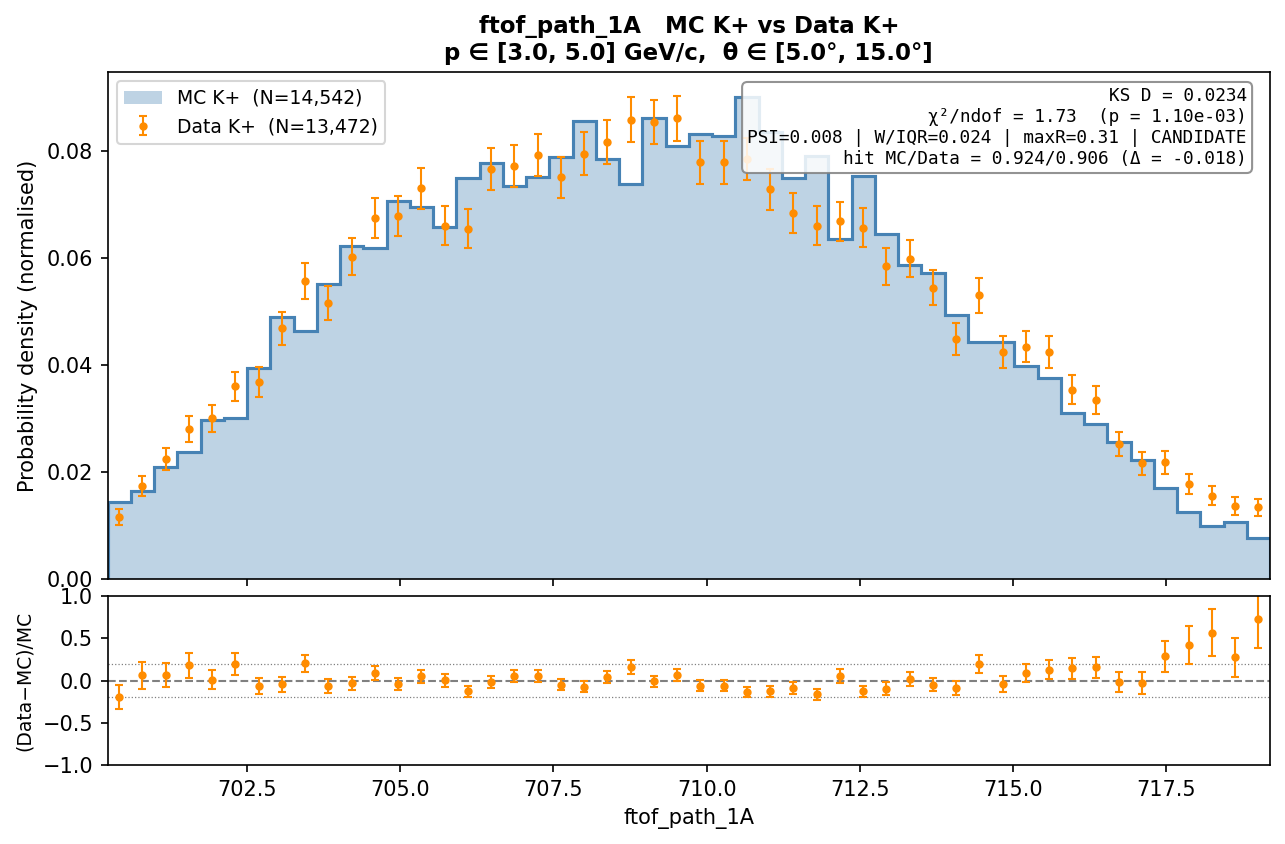 ftof_path_1A   MC K+ vs Data K+
p ∈ [3.0, 5.0] GeV/c,  θ ∈ [5.0°, 15.0°]
MC K+  (N=14,542)
Data K+  (N=13,472)
KS D = 0.0234
χ²/ndof = 1.73  (p = 1.10e-03)
PSI=0.008 | W/IQR=0.024 | maxR=0.31 | CANDIDATE
hit MC/Data = 0.924/0.906 (Δ = -0.018)
Probability density (normalised)
0.08
0.06
0.04
0.02
0.00
(Data−MC)/MC
1.0
0.5
0.0
−0.5
−1.0
702.5
705.0
707.5
710.0
712.5
715.0
717.5
ftof_path_1A